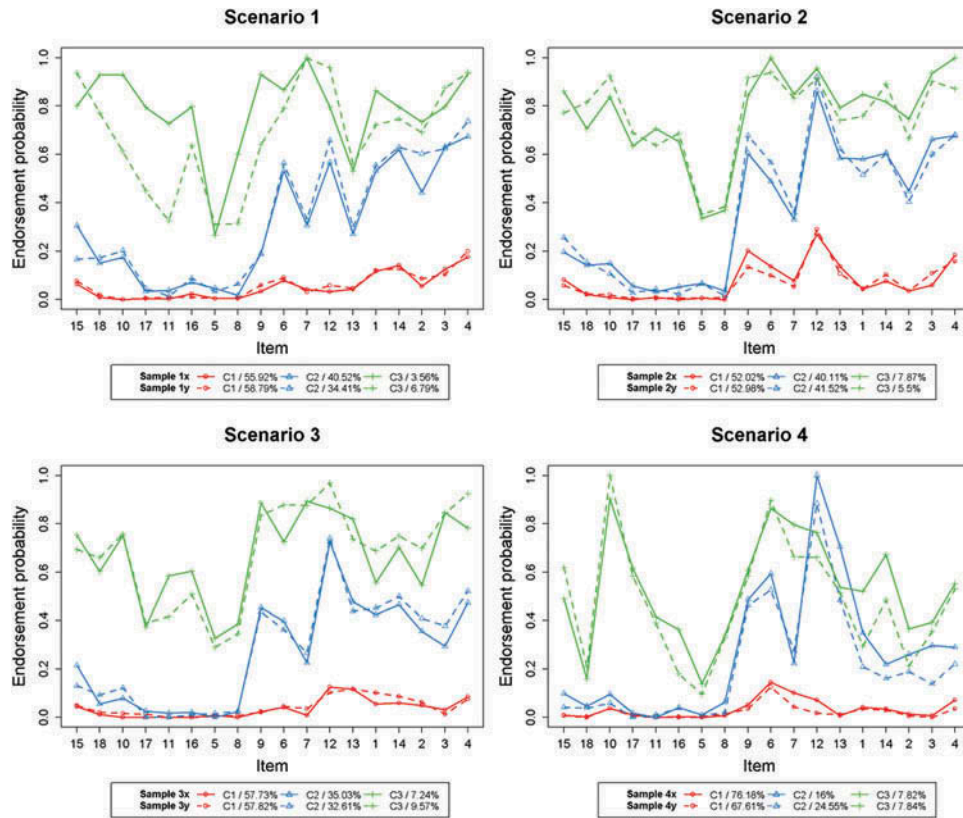 Scenario 1
Endorsement probability
1.0
0.8
0.6
0.4
0.2
0.0
15 18 10 17 11 16 5 8 9 6 7 12 13 1 14 2 3 4
Item
Sample 1x C1 / 55.92% C2 / 40.52% C3 / 3.56%
Sample 1y C1 / 58.79% C2 / 34.41% C3 / 6.79%
Scenario 2
Endorsement probability
1.0
0.8
0.6
0.4
0.2
0.0
15 18 10 17 11 16 5 8 9 6 7 12 13 1 14 2 3 4
Item
Sample 2x C1 / 52.02% C2 / 40.11% C3 / 7.87%
Sample 2y C1 / 52.98% C2 / 41.52% C3 / 5.5%
Scenario 3
Endorsement probability
1.0
0.8
0.6
0.4
0.2
0.0
15 18 10 17 11 16 5 8 9 6 7 12 13 1 14 2 3 4
Item
Sample 3x C1 / 57.73% C2 / 35.03% C3 / 7.24%
Sample 3y C1 / 57.82% C2 / 32.61% C3 / 9.57%
Scenario 4
Endorsement probability
1.0
0.8
0.6
0.4
0.2
0.0
15 18 10 17 11 16 5 8 9 6 7 12 13 1 14 2 3 4
Item
Sample 4x C1 / 76.18% C2 / 16% C3 / 7.82%
Sample 4y C1 / 67.61% C2 / 24.55% C3 / 7.84%